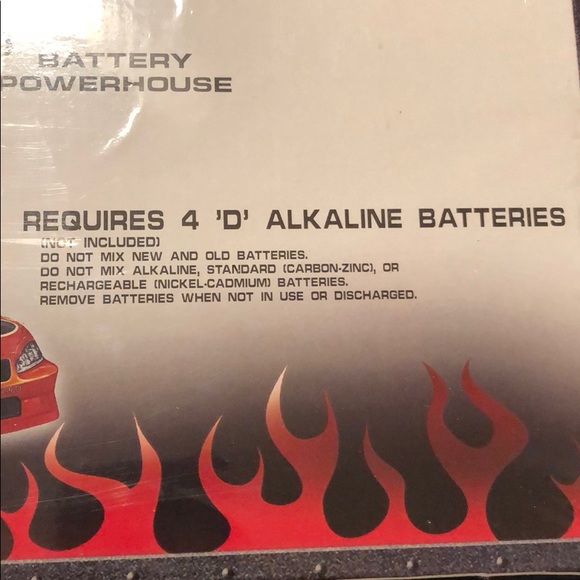 BATTERY
POWERHOUSE
REQUIRES 4 'D' ALKALINE BATTERIES
(NOT INCLUDED)
DO NOT MIX NEW AND OLD BATTERIES.
DO NOT MIX ALKALINE, STANDARD (CARBON-ZINC), OR
RECHARGEABLE (NICKEL-CADMIUM) BATTERIES.
REMOVE BATTERIES WHEN NOT IN USE OR DISCHARGED.